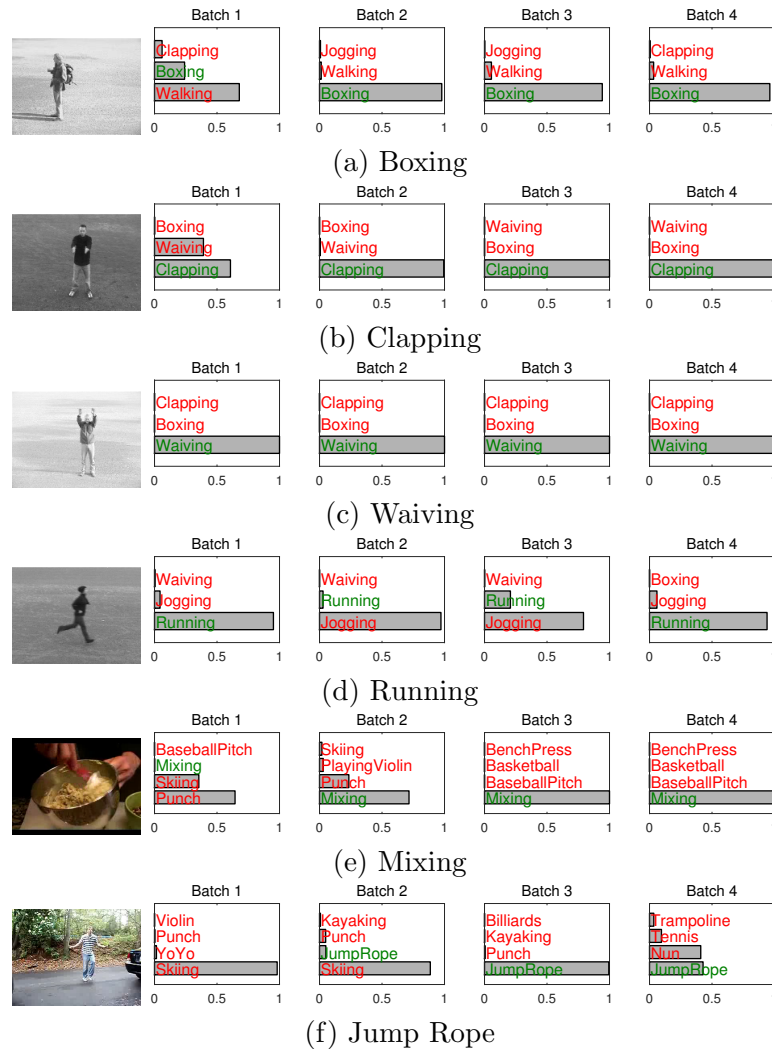 Batch 1 Batch 2 Batch 3 Batch 4
Clapping Jogging Jogging Clapping
Boxing Walking Walking Walking
Walking Boxing Boxing Boxing
0 0.5 1 0 0.5 1 0 0.5 1 0 0.5
(a) Boxing
Batch 1 Batch 2 Batch 3 Batch 4
Boxing Boxing Waiving Waiving
Waiving Waiving Boxing Boxing
Clapping Clapping Clapping Clapping
0 0.5 1 0 0.5 1 0 0.5 1 0 0.5
(b) Clapping
Batch 1 Batch 2 Batch 3 Batch 4
Clapping Clapping Clapping Clapping
Boxing Boxing Boxing Boxing
Waiving Waiving Waiving Waiving
0 0.5 1 0 0.5 1 0 0.5 1 0 0.5
(c) Waiving
Batch 1 Batch 2 Batch 3 Batch 4
Waiving Waiving Waiving Boxing
Jogging Running Running Jogging
Running Jogging Jogging Running
0 0.5 1 0 0.5 1 0 0.5 1 0 0.5
(d) Running
Batch 1 Batch 2 Batch 3 Batch 4
BaseballPitch Skiing BenchPress BenchPress
Mixing PlayingViolin Basketball Basketball
Skiing Punch BaseballPitch BaseballPitch
Punch Mixing Mixing Mixing
0 0.5 1 0 0.5 1 0 0.5 1 0 0.5
(e) Mixing
Batch 1 Batch 2 Batch 3 Batch 4
Violin Kayaking Billiards Trampoline
Punch Punch Kayaking Tennis
YoYo JumpRope Punch Nun
Skiing Skiing JumpRope JumpRope
0 0.5 1 0 0.5 1 0 0.5 1 0 0.5
(f) Jump Rope